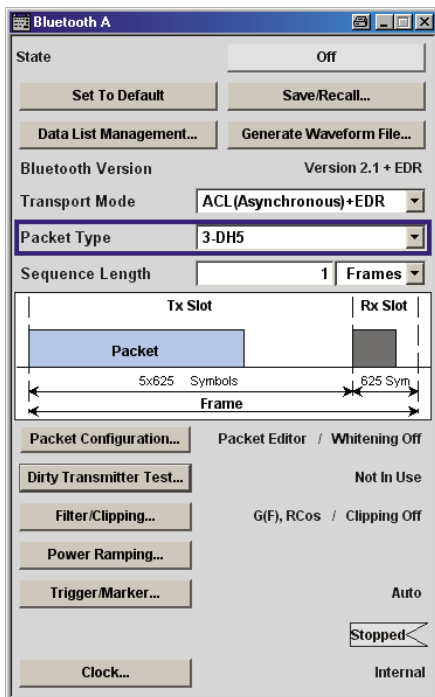 Bluetooth A
State Off
Set To Default Save/Recall...
Data List Management... Generate Waveform File...
Bluetooth Version Version 2.1 + EDR
Transport Mode ACL(Asynchronous)+EDR
Packet Type 3-DH5
Sequence Length 1 Frames
Tx Slot Rx Slot
Packet
5x625 Symbols 625 Sym
Frame
Packet Configuration... Packet Editor / Whitening Off
Dirty Transmitter Test... Not In Use
Filter/Clipping... G(F), RCos / Clipping Off
Power Ramping...
Trigger/Marker... Auto
Stopped
Clock... Internal